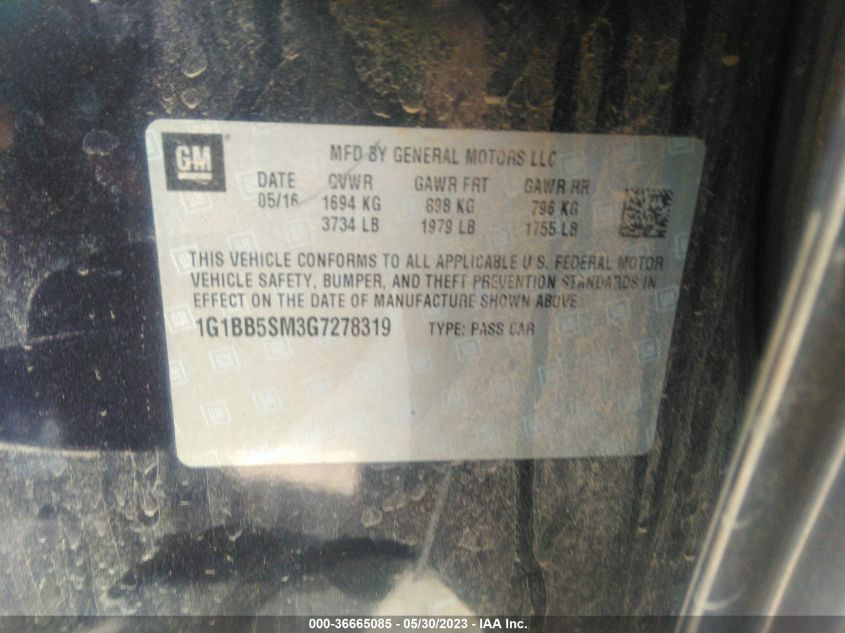 GM
MFD BY GENERAL MOTORS LLC
DATE GVWR GAWR FRT GAWR RR
05/16 1694 KG 898 KG 796 KG
3734 LB 1979 LB 1755 LB
THIS VEHICLE CONFORMS TO ALL APPLICABLE U.S. FEDERAL MOTOR
VEHICLE SAFETY, BUMPER, AND THEFT PREVENTION STANDARDS IN
EFFECT ON THE DATE OF MANUFACTURE SHOWN ABOVE.
1G1BB5SM3G7278319 TYPE: PASS CAR
000-36665085 - 05/30/2023 - IAA Inc.